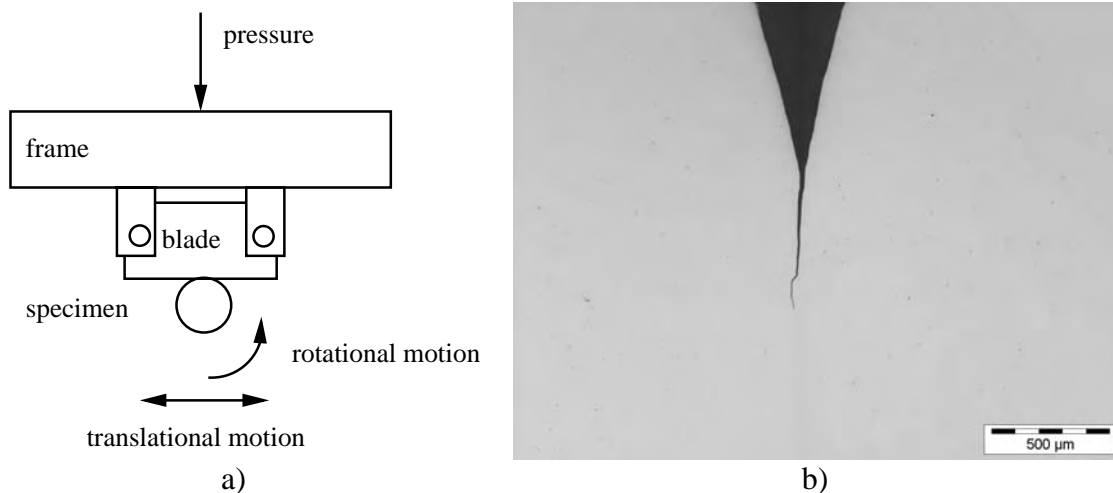 pressure
frame
blade
specimen
rotational motion
translational motion
500 µm
a)
b)